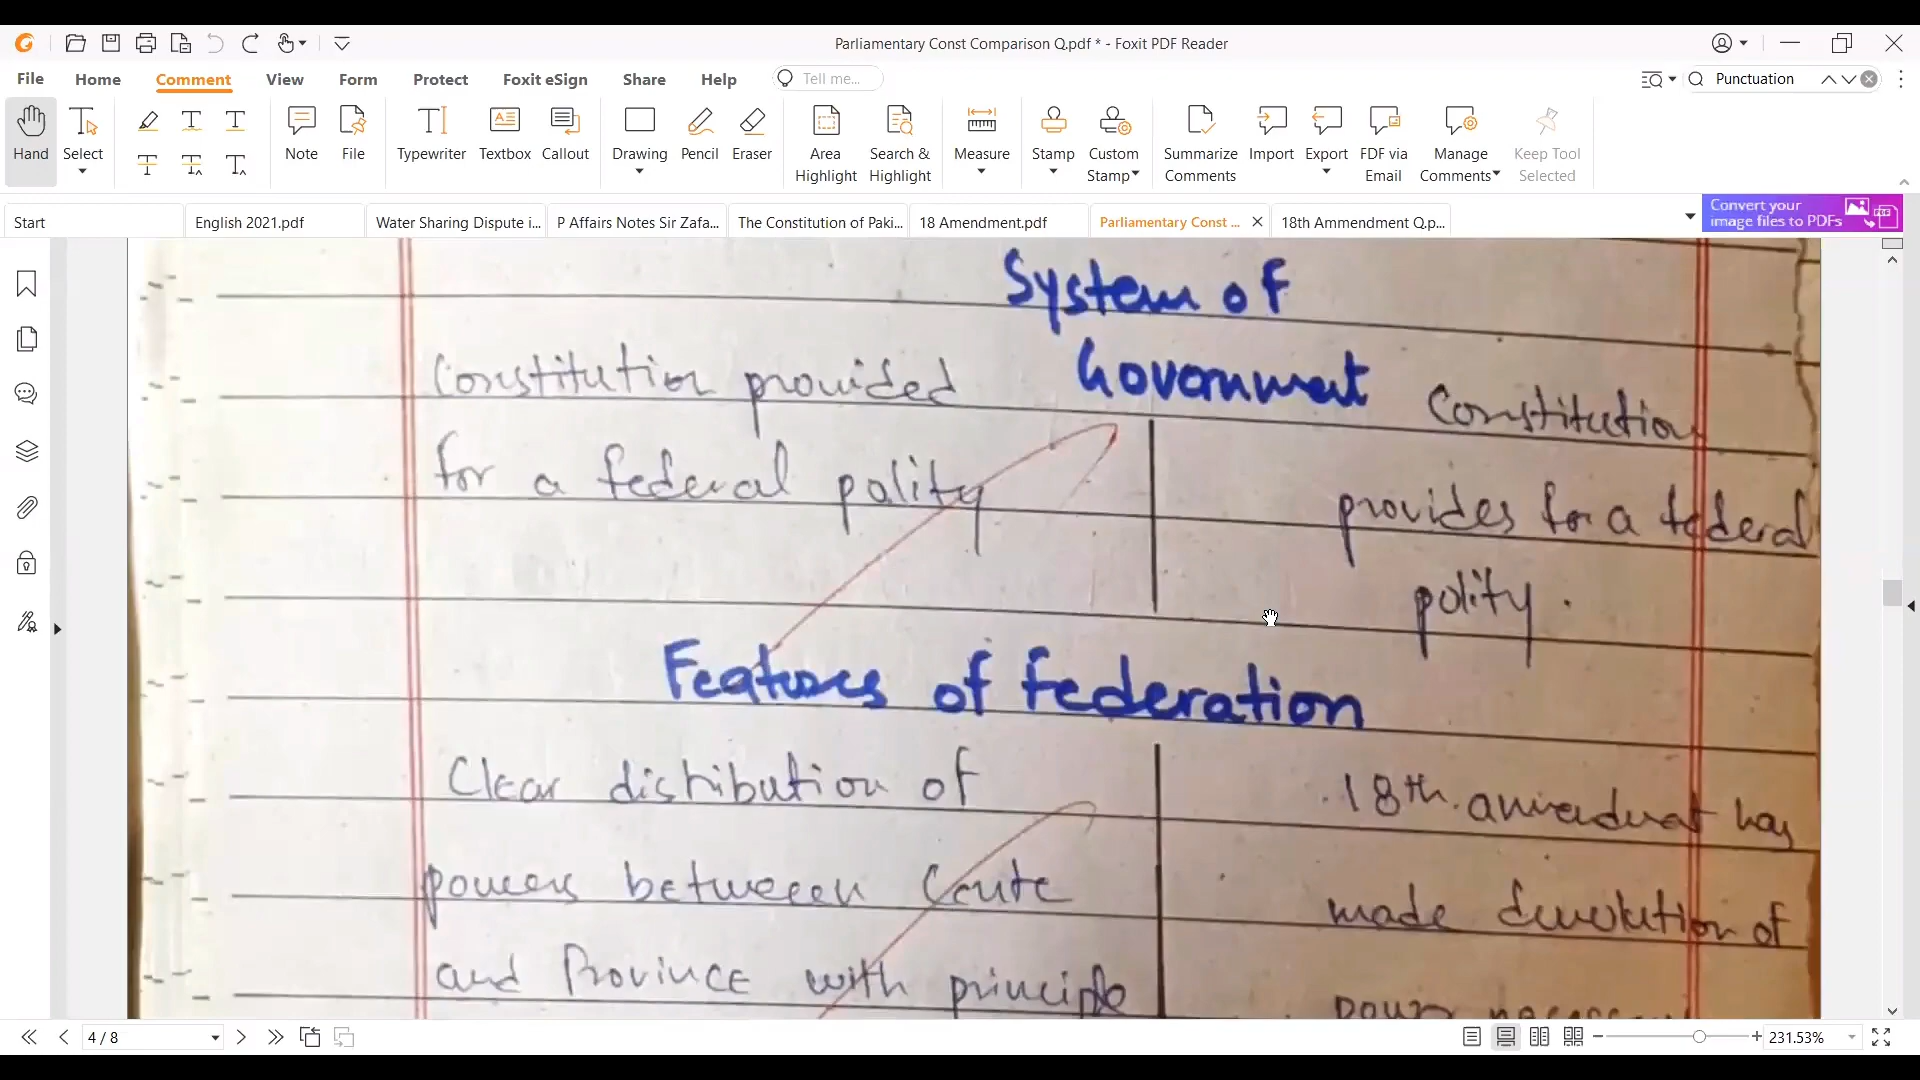 Parliamentary Const Comparison Q.pdf * - Foxit PDF Reader
File Home Comment View Form Protect Foxit eSign Share Help Tell me... Punctuation
Hand Select Note File Typewriter Textbox Callout Drawing Pencil Eraser Area Highlight Search & Highlight Measure Stamp Custom Stamp Summarize Comments Import Export FDF via Email Manage Comments Keep Tool Selected
Start English 2021.pdf Water Sharing Dispute i... P Affairs Notes Sir Zafa... The Constitution of Paki... 18 Amendment.pdf Parliamentary Const ... 18th Ammendment Q.p...
Convert your
image files to PDFs
System of
Government
Constitution provided
for a federal polity
Constitution
provides for a federal
polity.
Features of Federation
Clear distribution of
powers between Cente
and Province with principle
18th amendment has
made devolution of
4 / 8
231.53%